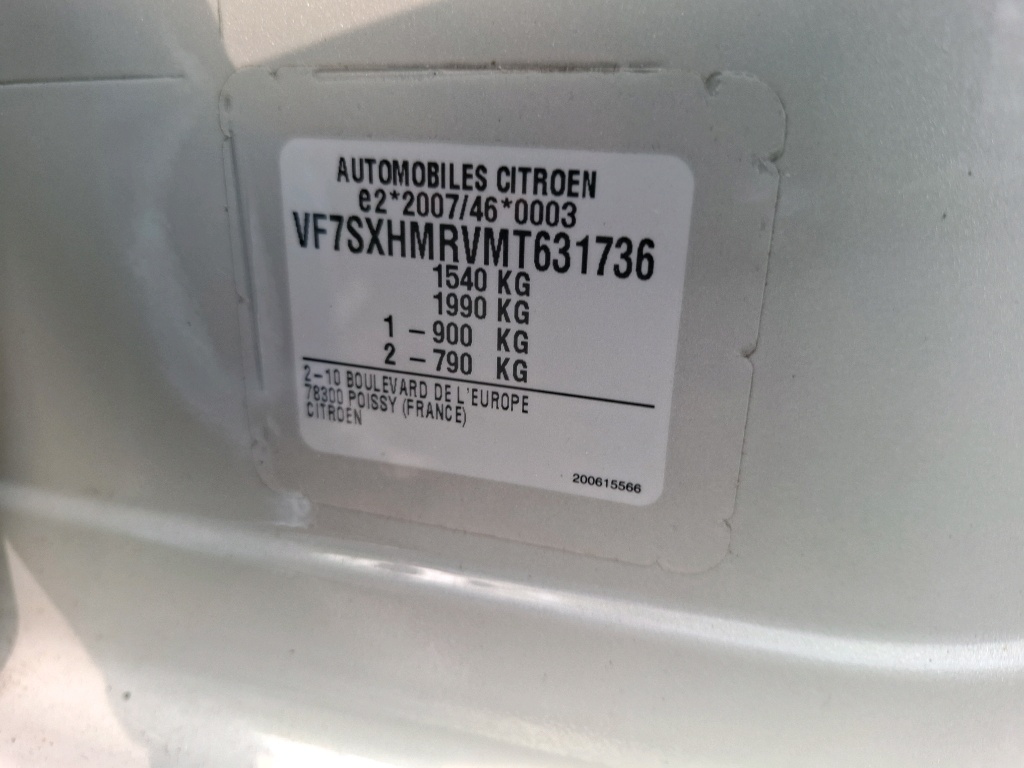 AUTOMOBILES CITROEN
e2*2007/46*0003
VF7SXHMRVMT631736
1540 KG
1990 KG
1 – 900 KG
2 – 790 KG
2–10 BOULEVARD DE L'EUROPE
78300 POISSY (FRANCE)
CITROEN
200615566